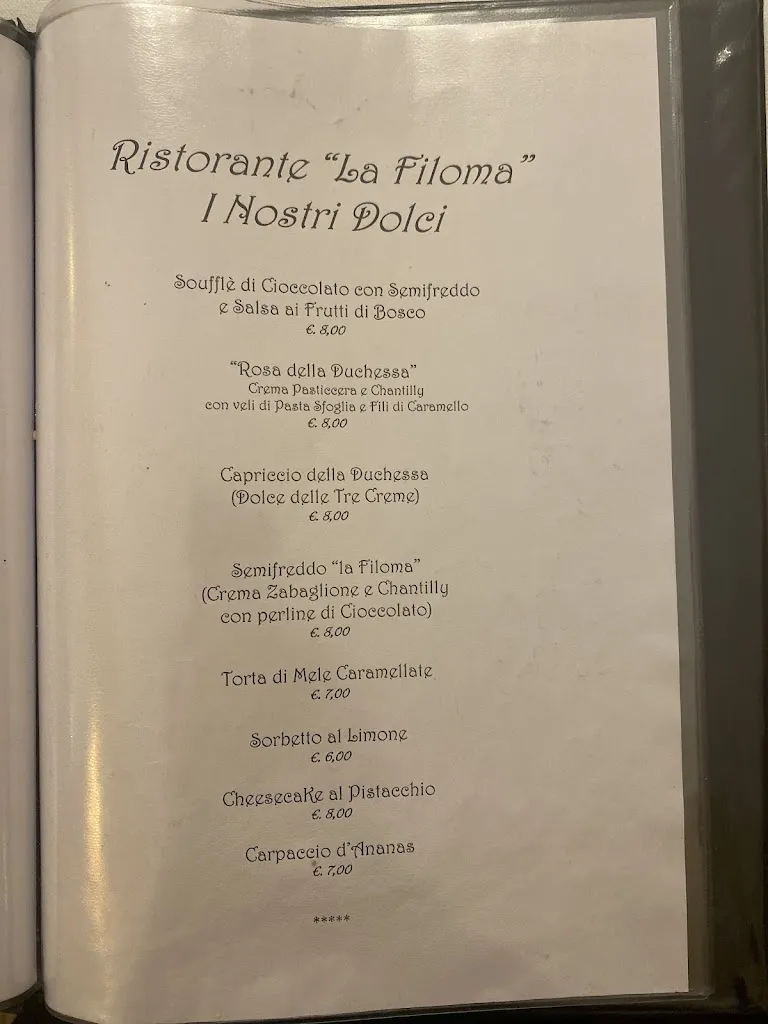 Ristorante “La Filoma”
I Nostri Dolci
Soufflè di Cioccolato con Semifreddo
e Salsa ai Frutti di Bosco
€. 8,00
“Rosa della Duchessa”
Crema Pasticcera e Chantilly
con veli di Pasta Sfoglia e Fili di Caramello
€. 8,00
Capriccio della Duchessa
(Dolce delle Tre Creme)
€. 8,00
Semifreddo “la Filoma”
(Crema Zabaglione e Chantilly
con perline di Cioccolato)
€. 8,00
Torta di Mele Caramellate
€. 7,00
Sorbetto al Limone
€. 6,00
CheesecaKe al Pistacchio
€. 8,00
Carpaccio d’Ananas
€. 7,00
*****